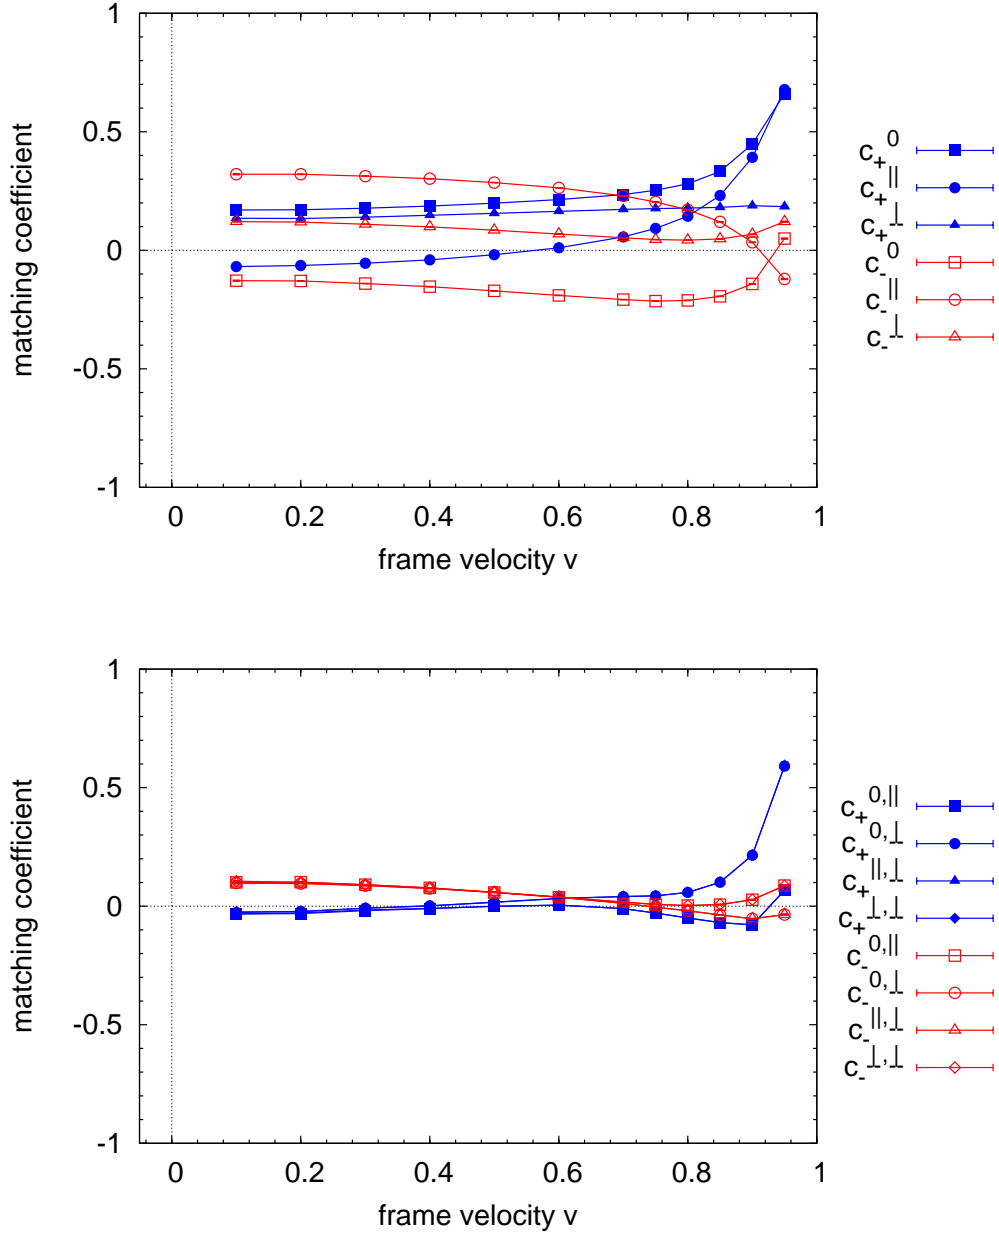 1
0.5
0
-0.5
-1
0 0.2 0.4 0.6 0.8 1
matching coefficient
frame velocity v
c₊⁰
c₊^||
c₊^⊥
c₋⁰
c₋^||
c₋^⊥
1
0.5
0
-0.5
-1
0 0.2 0.4 0.6 0.8 1
matching coefficient
frame velocity v
c₊^0,||
c₊^0,⊥
c₊^||,⊥
c₊^⊥,⊥
c₋^0,||
c₋^0,⊥
c₋^||,⊥
c₋^⊥,⊥